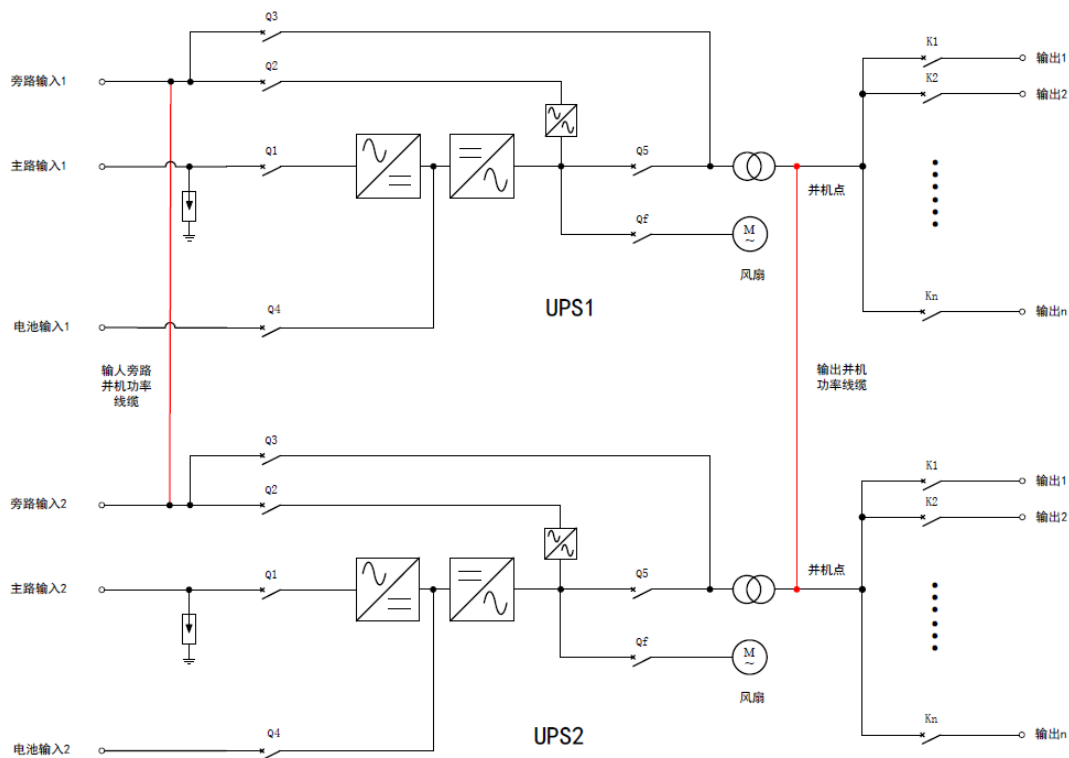 Q3
K1
旁路输入1
Q2
输出1
K2
输出2
主路输入1
Q1
Q5
并机点
Qf
M
~
风扇
电池输入1
Q4
UPS1
Kn
输出n
输人旁路
并机功率
线缆
输出并机
功率线缆
Q3
K1
旁路输入2
Q2
输出1
K2
输出2
主路输入2
Q1
Q5
并机点
Qf
M
~
风扇
电池输入2
Q4
UPS2
Kn
输出n